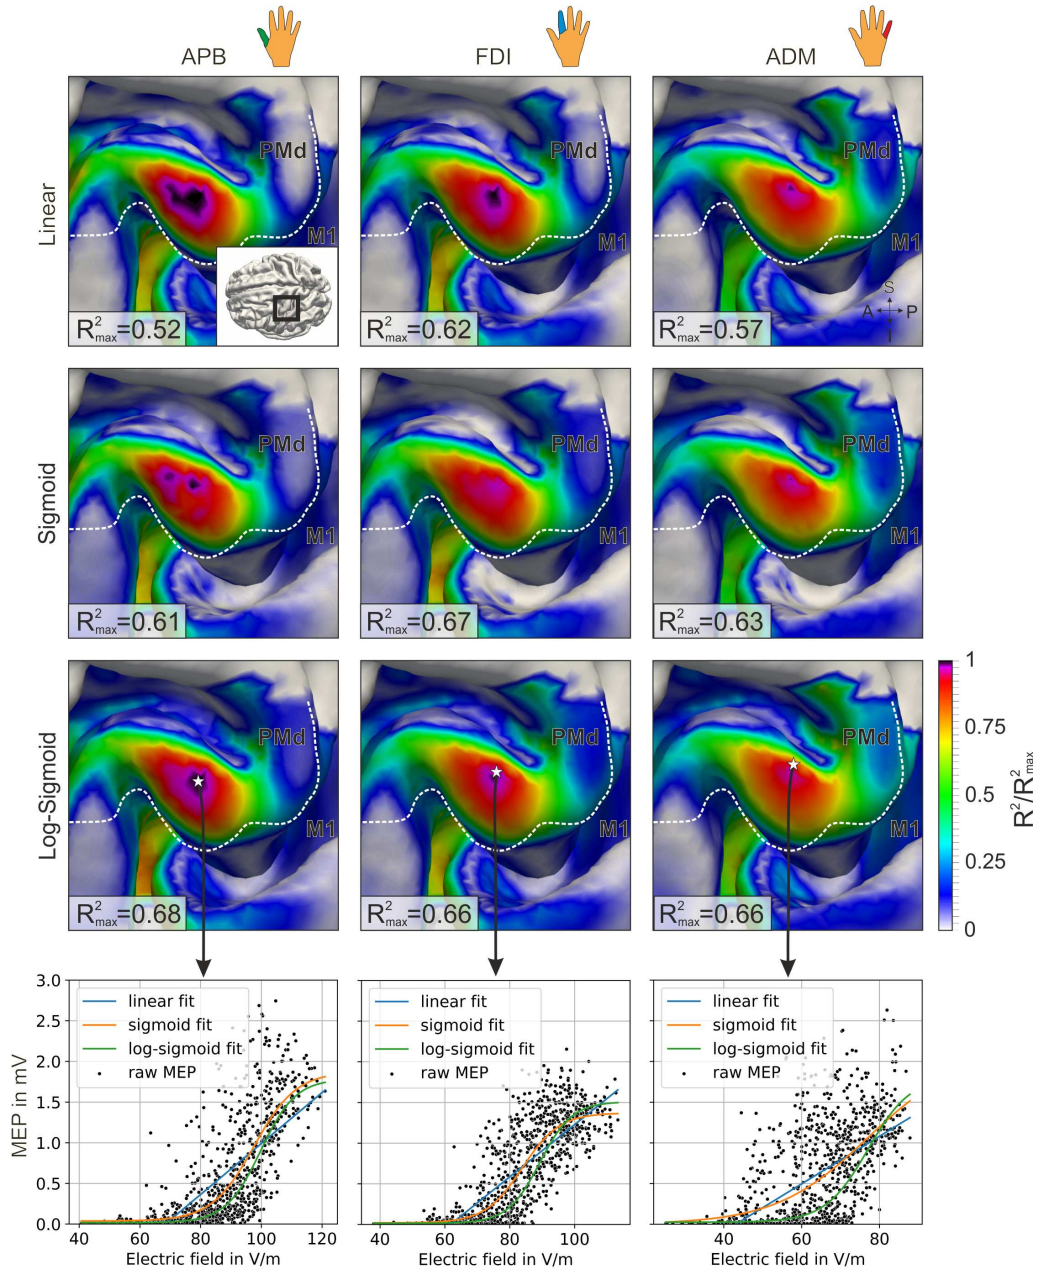 APB FDI ADM
Linear
PMd PMd PMd
M1 M1 M1
S
A P
I
R²max=0.52 R²max=0.62 R²max=0.57
Sigmoid
PMd PMd PMd
M1 M1 M1
R²max=0.61 R²max=0.67 R²max=0.63
Log-Sigmoid
PMd PMd PMd
M1 M1 M1
R²max=0.68 R²max=0.66 R²max=0.66
1
0.75
0.5
0.25
0
R²/R²max
MEP in mV
3.0
2.5
2.0
1.5
1.0
0.5
0.0
linear fit
sigmoid fit
log-sigmoid fit
raw MEP
40 60 80 100 120
Electric field in V/m
linear fit
sigmoid fit
log-sigmoid fit
raw MEP
40 60 80 100
Electric field in V/m
linear fit
sigmoid fit
log-sigmoid fit
raw MEP
40 60 80
Electric field in V/m